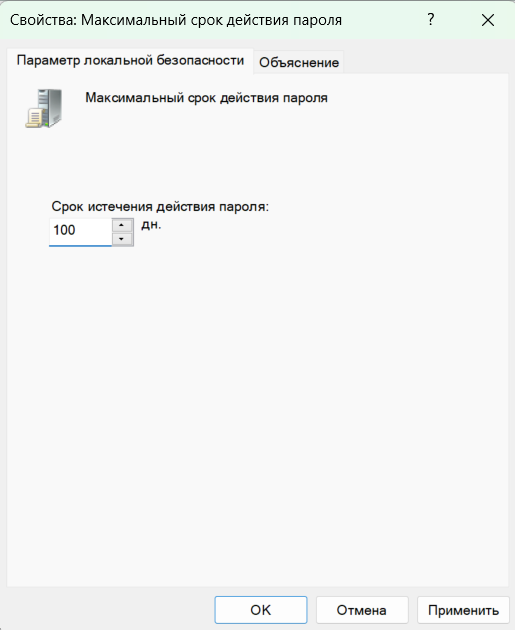 Свойства: Максимальный срок действия пароля ?
Параметр локальной безопасности Объяснение
Максимальный срок действия пароля
Срок истечения действия пароля:
100 дн.
OK Отмена Применить